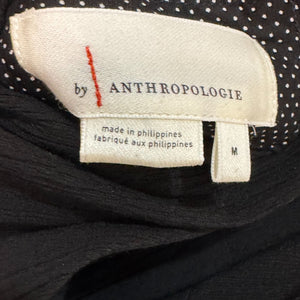 by ANTHROPOLOGIE
made in philippines
fabriqué aux philippines
M